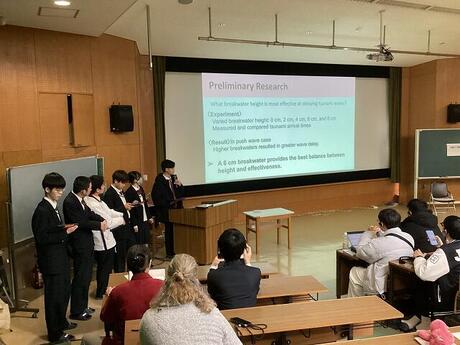 Preliminary Research
What breakwater height is most effective at delaying tsunami waves?
(Experiment)
Varied breakwater height: 0 cm, 2 cm, 4 cm, 6 cm, and 8 cm
Measured and compared tsunami arrival times
(Result) In push wave case
Higher breakwaters resulted in greater wave delay.
A 6 cm breakwater provides the best balance between
height and effectiveness.